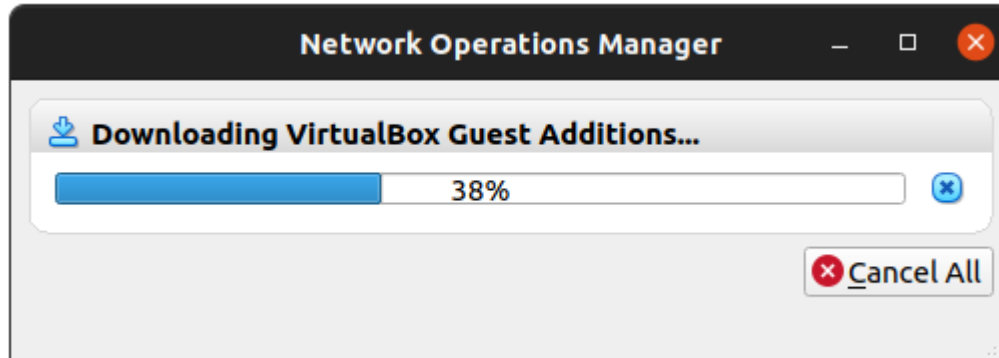 Network Operations Manager
Downloading VirtualBox Guest Additions...
38%
Cancel All